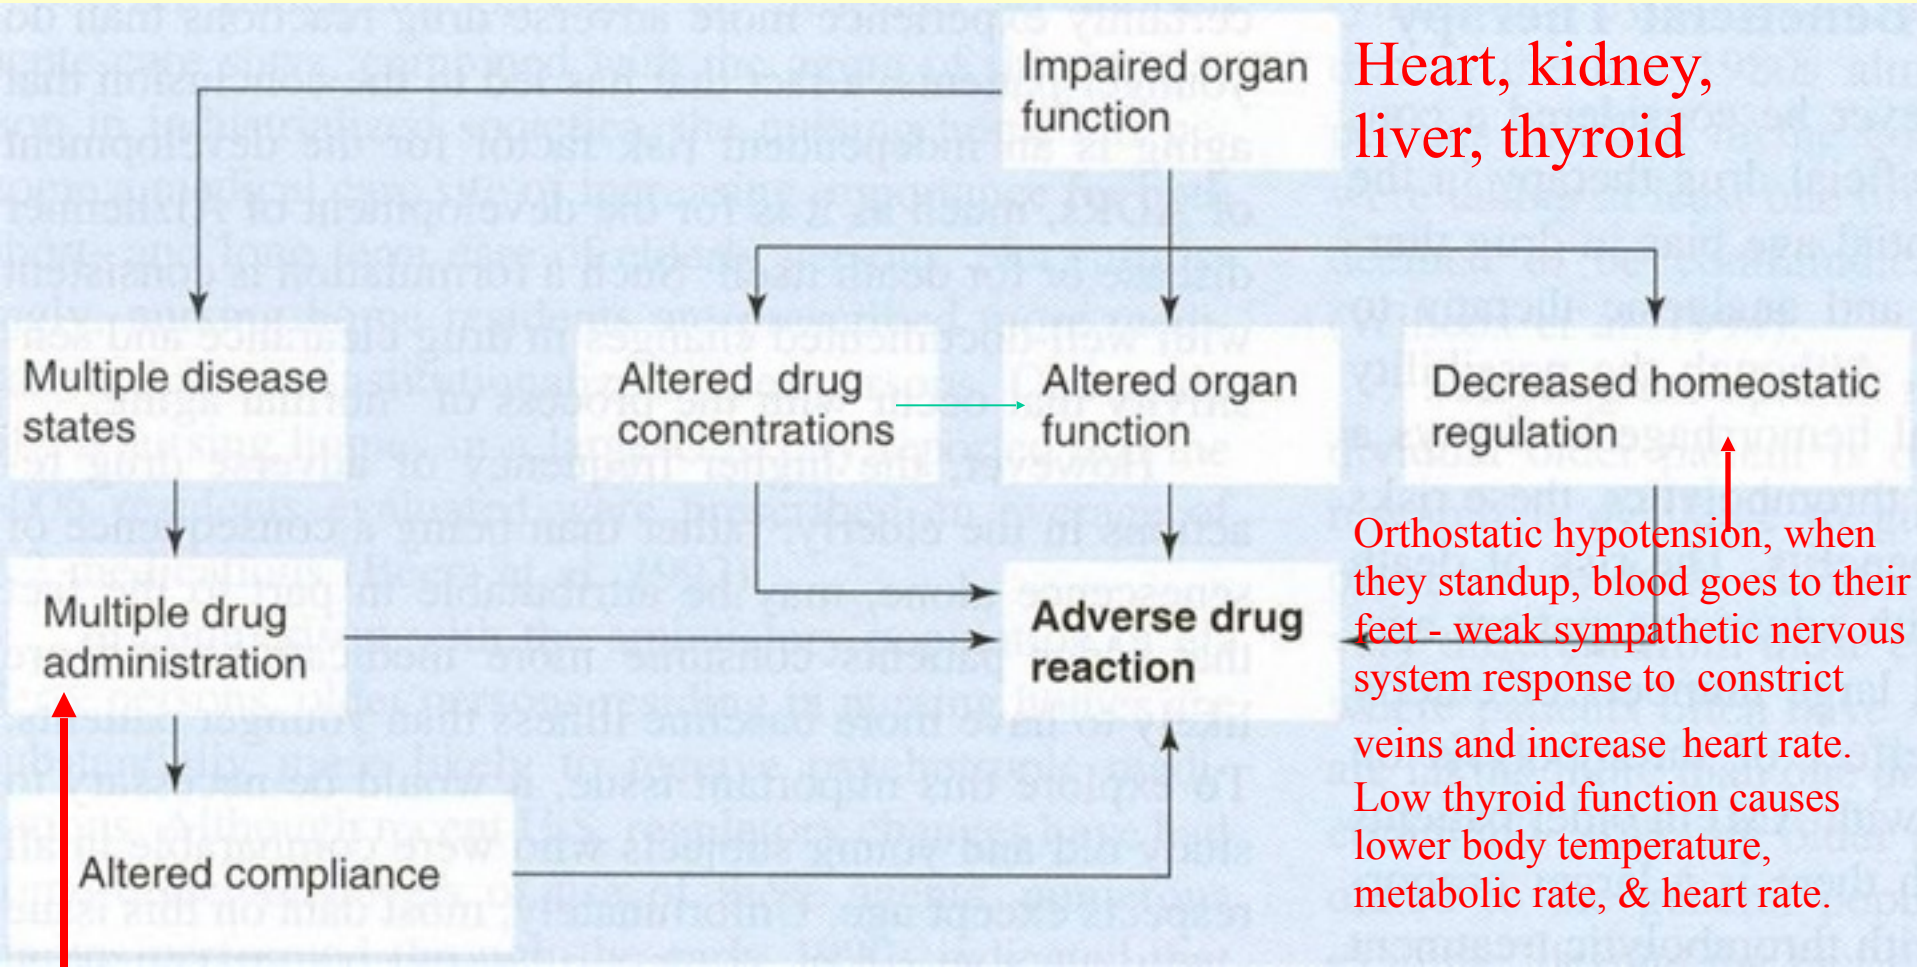 Impaired organ
function
Heart, kidney,
liver, thyroid
Multiple disease
states
Altered drug
concentrations
Altered organ
function
Decreased homeostatic
regulation
Multiple drug
administration
Adverse drug
reaction
Orthostatic hypotension, when
they standup, blood goes to their
feet - weak sympathetic nervous
system response to constrict
veins and increase heart rate.
Low thyroid function causes
lower body temperature,
metabolic rate, & heart rate.
Altered compliance